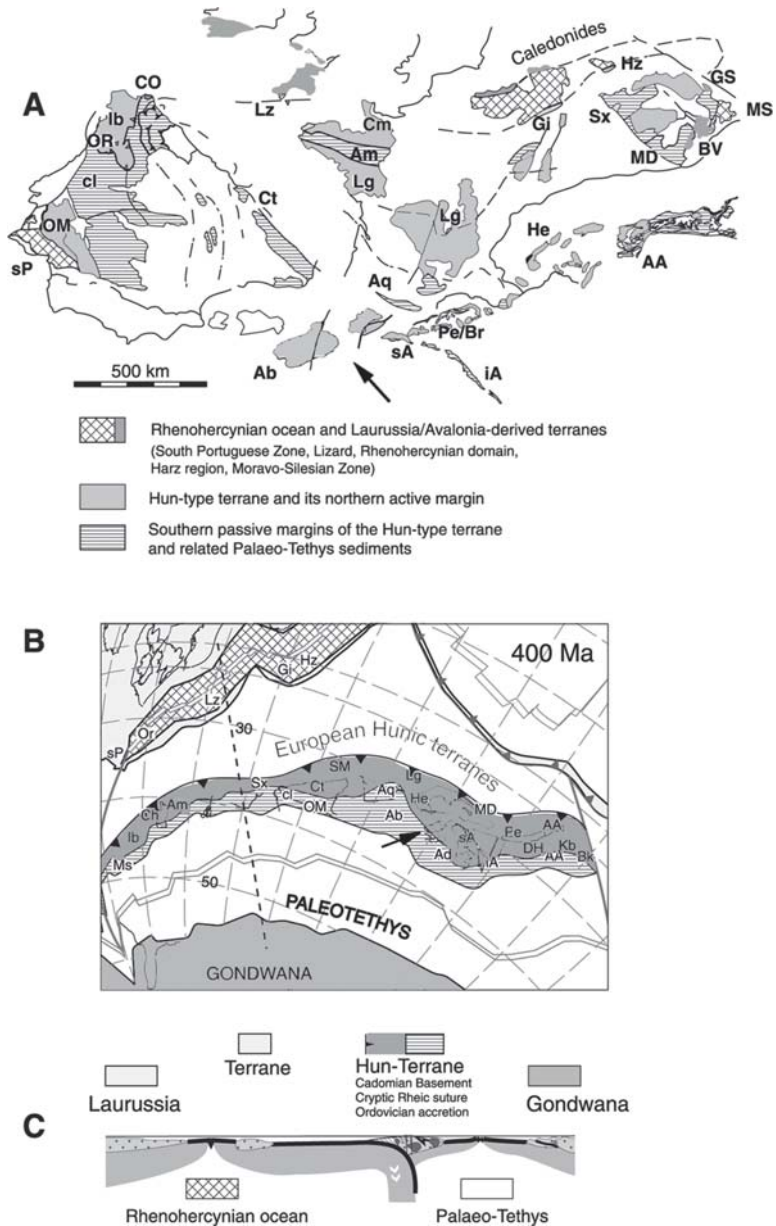 A
Caledonides
CO
Hz
GS
Ib
Lz
Cm
Sx
MS
OR
Gi
Am
MD
BV
cl
Lg
Ct
Lg
OM
He
AA
sP
Aq
Pe/Br
sA
Ab
iA
500 km
Rhenohercynian ocean and Laurussia/Avalonia-derived terranes
(South Portuguese Zone, Lizard, Rhenohercynian domain,
Harz region, Moravo-Silesian Zone)
Hun-type terrane and its northern active margin
Southern passive margins of the Hun-type terrane
and related Palaeo-Tethys sediments
B
400 Ma
Gi
Hz
Lz
Or
sP
30
European Hunic terranes
SM
Lg
Sx
Ct
Aq
He
MD
cl
OM
Ch
Am
Ab
Ee
AA
sA
Ib
DH
Kb
Ad
iA
AA
Bk
Ms
50
PALEOTETHYS
GONDWANA
Terrane
Hun-Terrane
Cadomian Basement
Cryptic Rheic suture
Ordovician accretion
Laurussia
Gondwana
C
Rhenohercynian ocean
Palaeo-Tethys